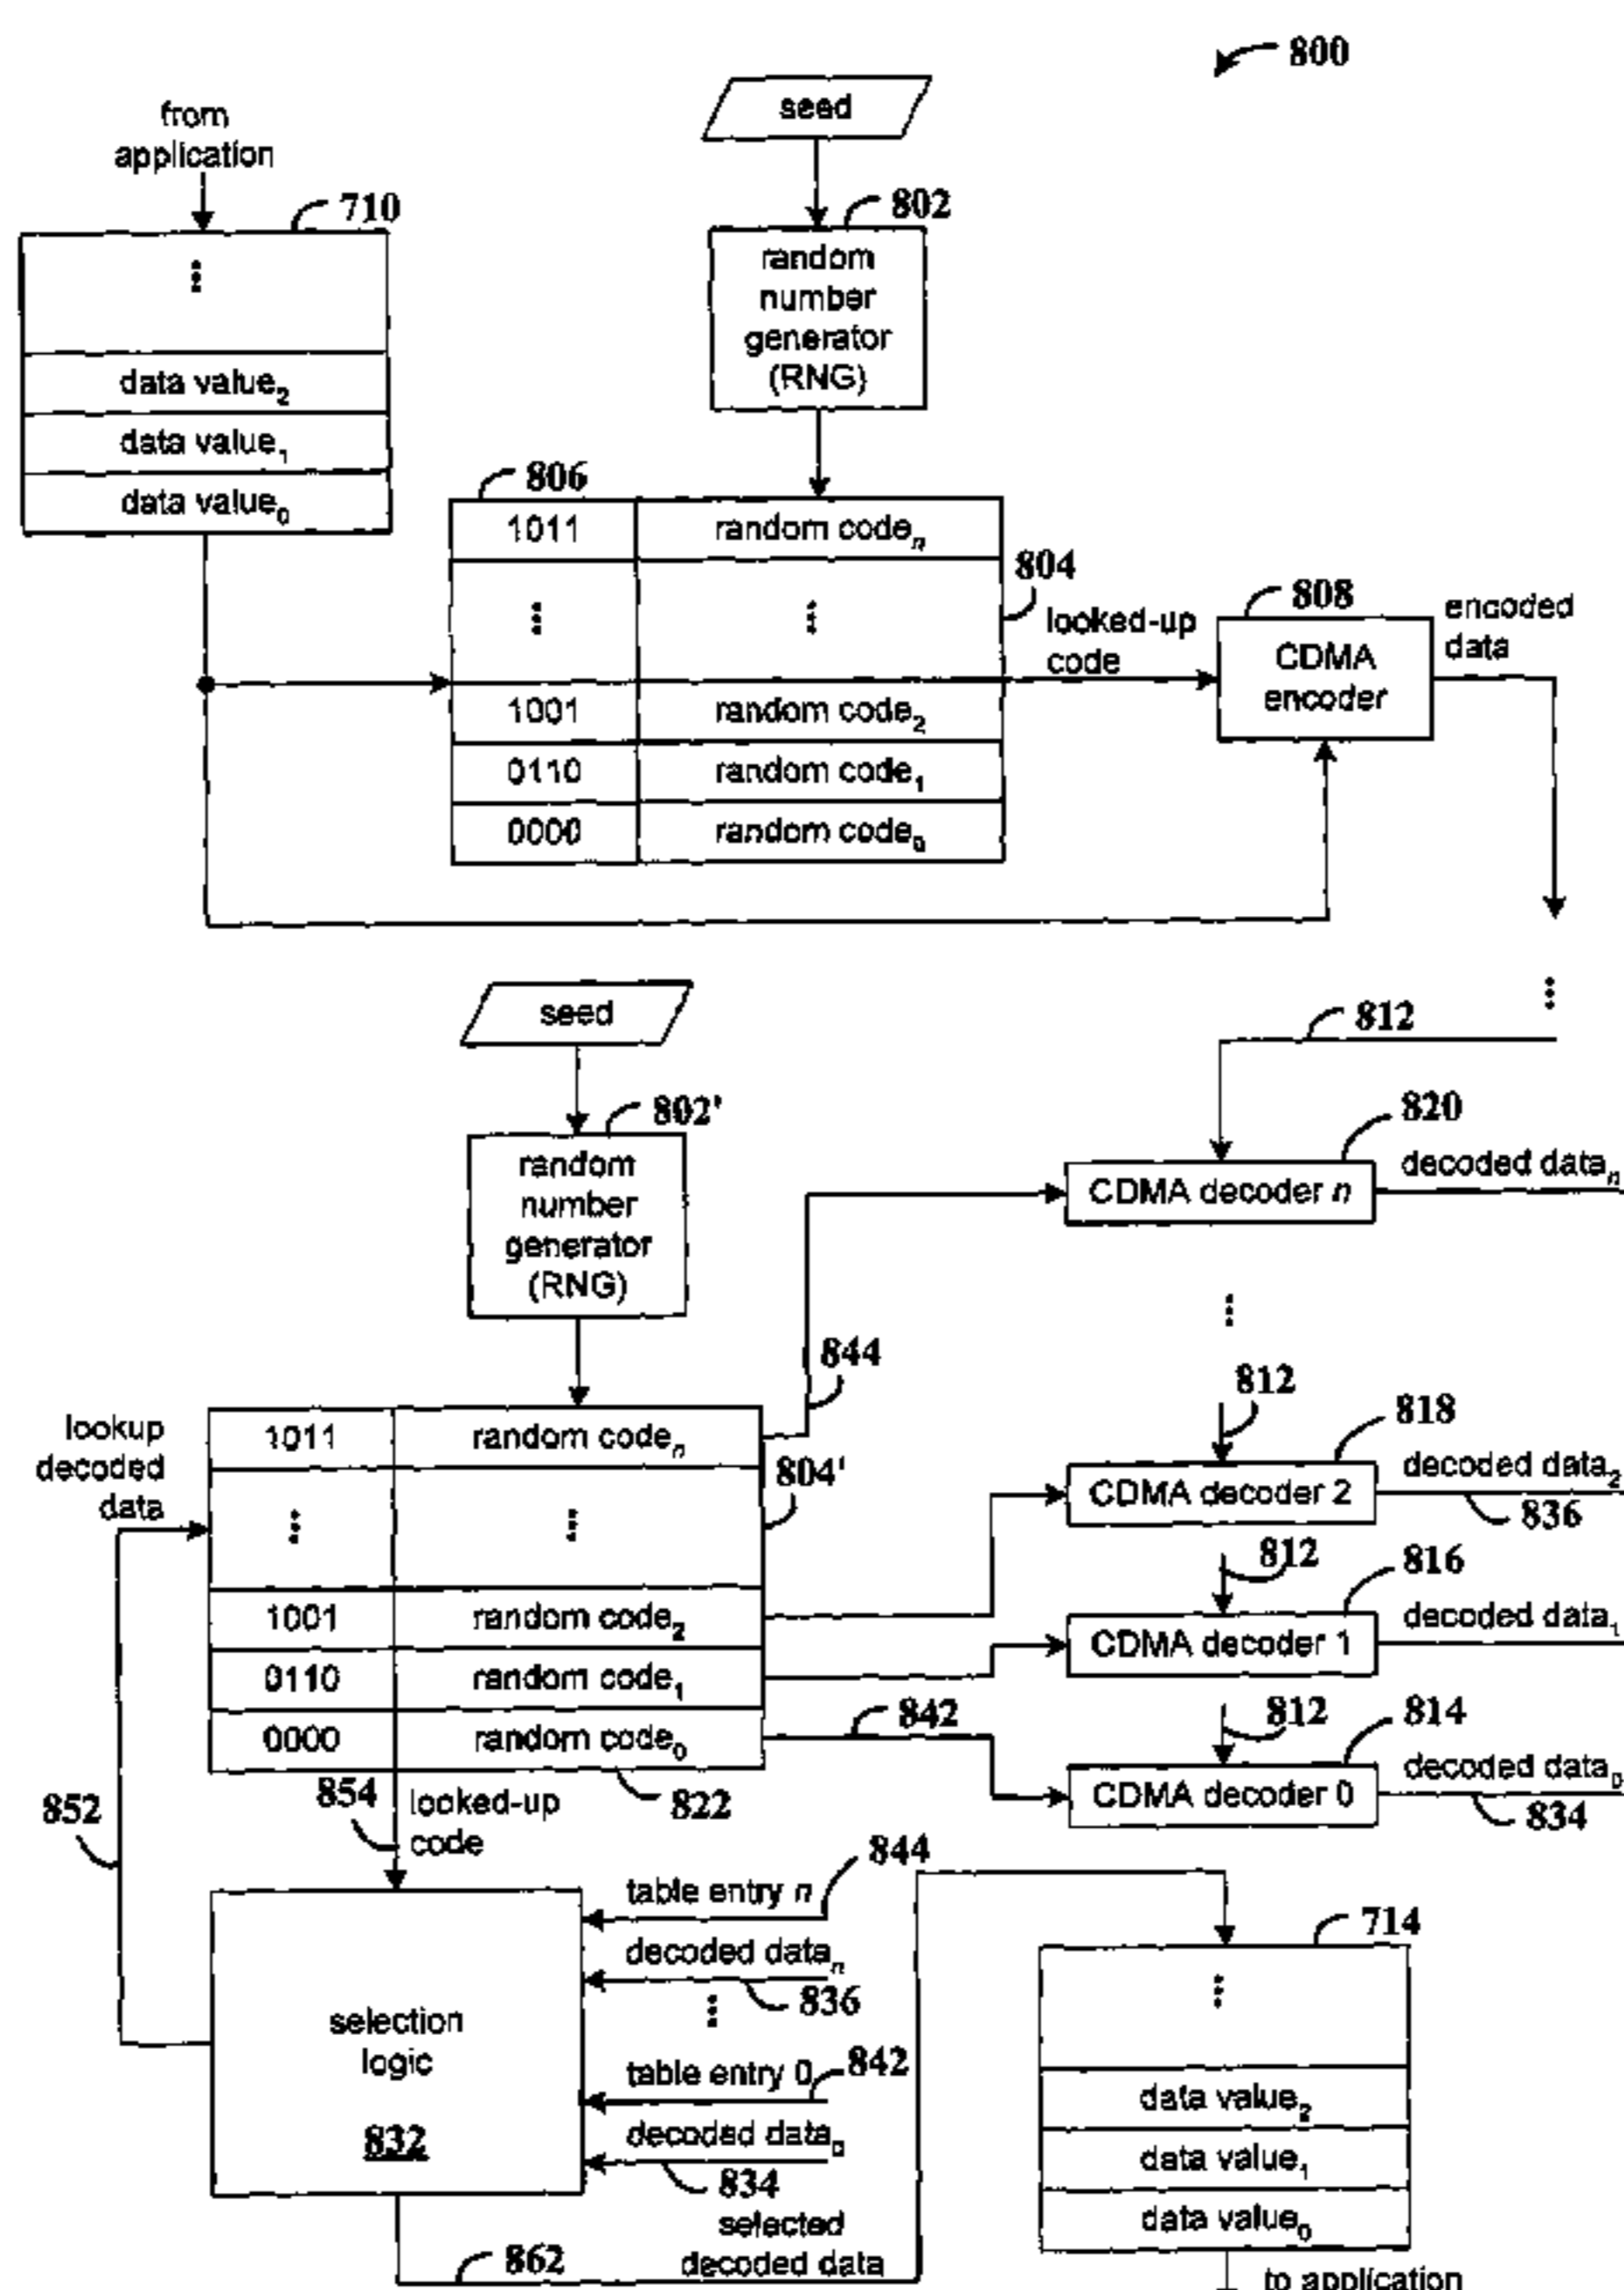 800
seed
from
application
710
802
random
number
generator
(RNG)
⋮
data value₂
data value₁
data value₀
806
1011 random codeₙ
804
⋮ ⋮
looked-up
code
808
CDMA
encoder
encoded
data
1001 random code₂
0110 random code₁
0000 random code₀
seed
⋮
812
802'
random
number
generator
(RNG)
820
CDMA decoder n
decoded dataₙ
⋮
844
812
818
lookup
decoded
data
1011 random codeₙ
804'
⋮ ⋮
CDMA decoder 2
decoded data₂
836
812
816
1001 random code₂
CDMA decoder 1
decoded data₁
0110 random code₁
842
812
814
0000 random code₀
CDMA decoder 0
decoded data₀
834
852
854
looked-up
code
822
844
table entry n
decoded dataₙ
836
⋮
selection
logic
832
table entry 0
842
decoded data₀
834
selected
decoded data
862
714
⋮
data value₂
data value₁
data value₀
to application